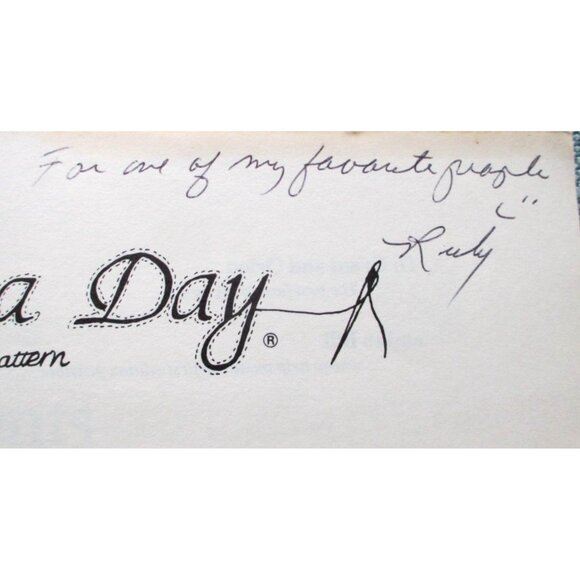 For one of my favorite people
Ruby
a Day®
attern